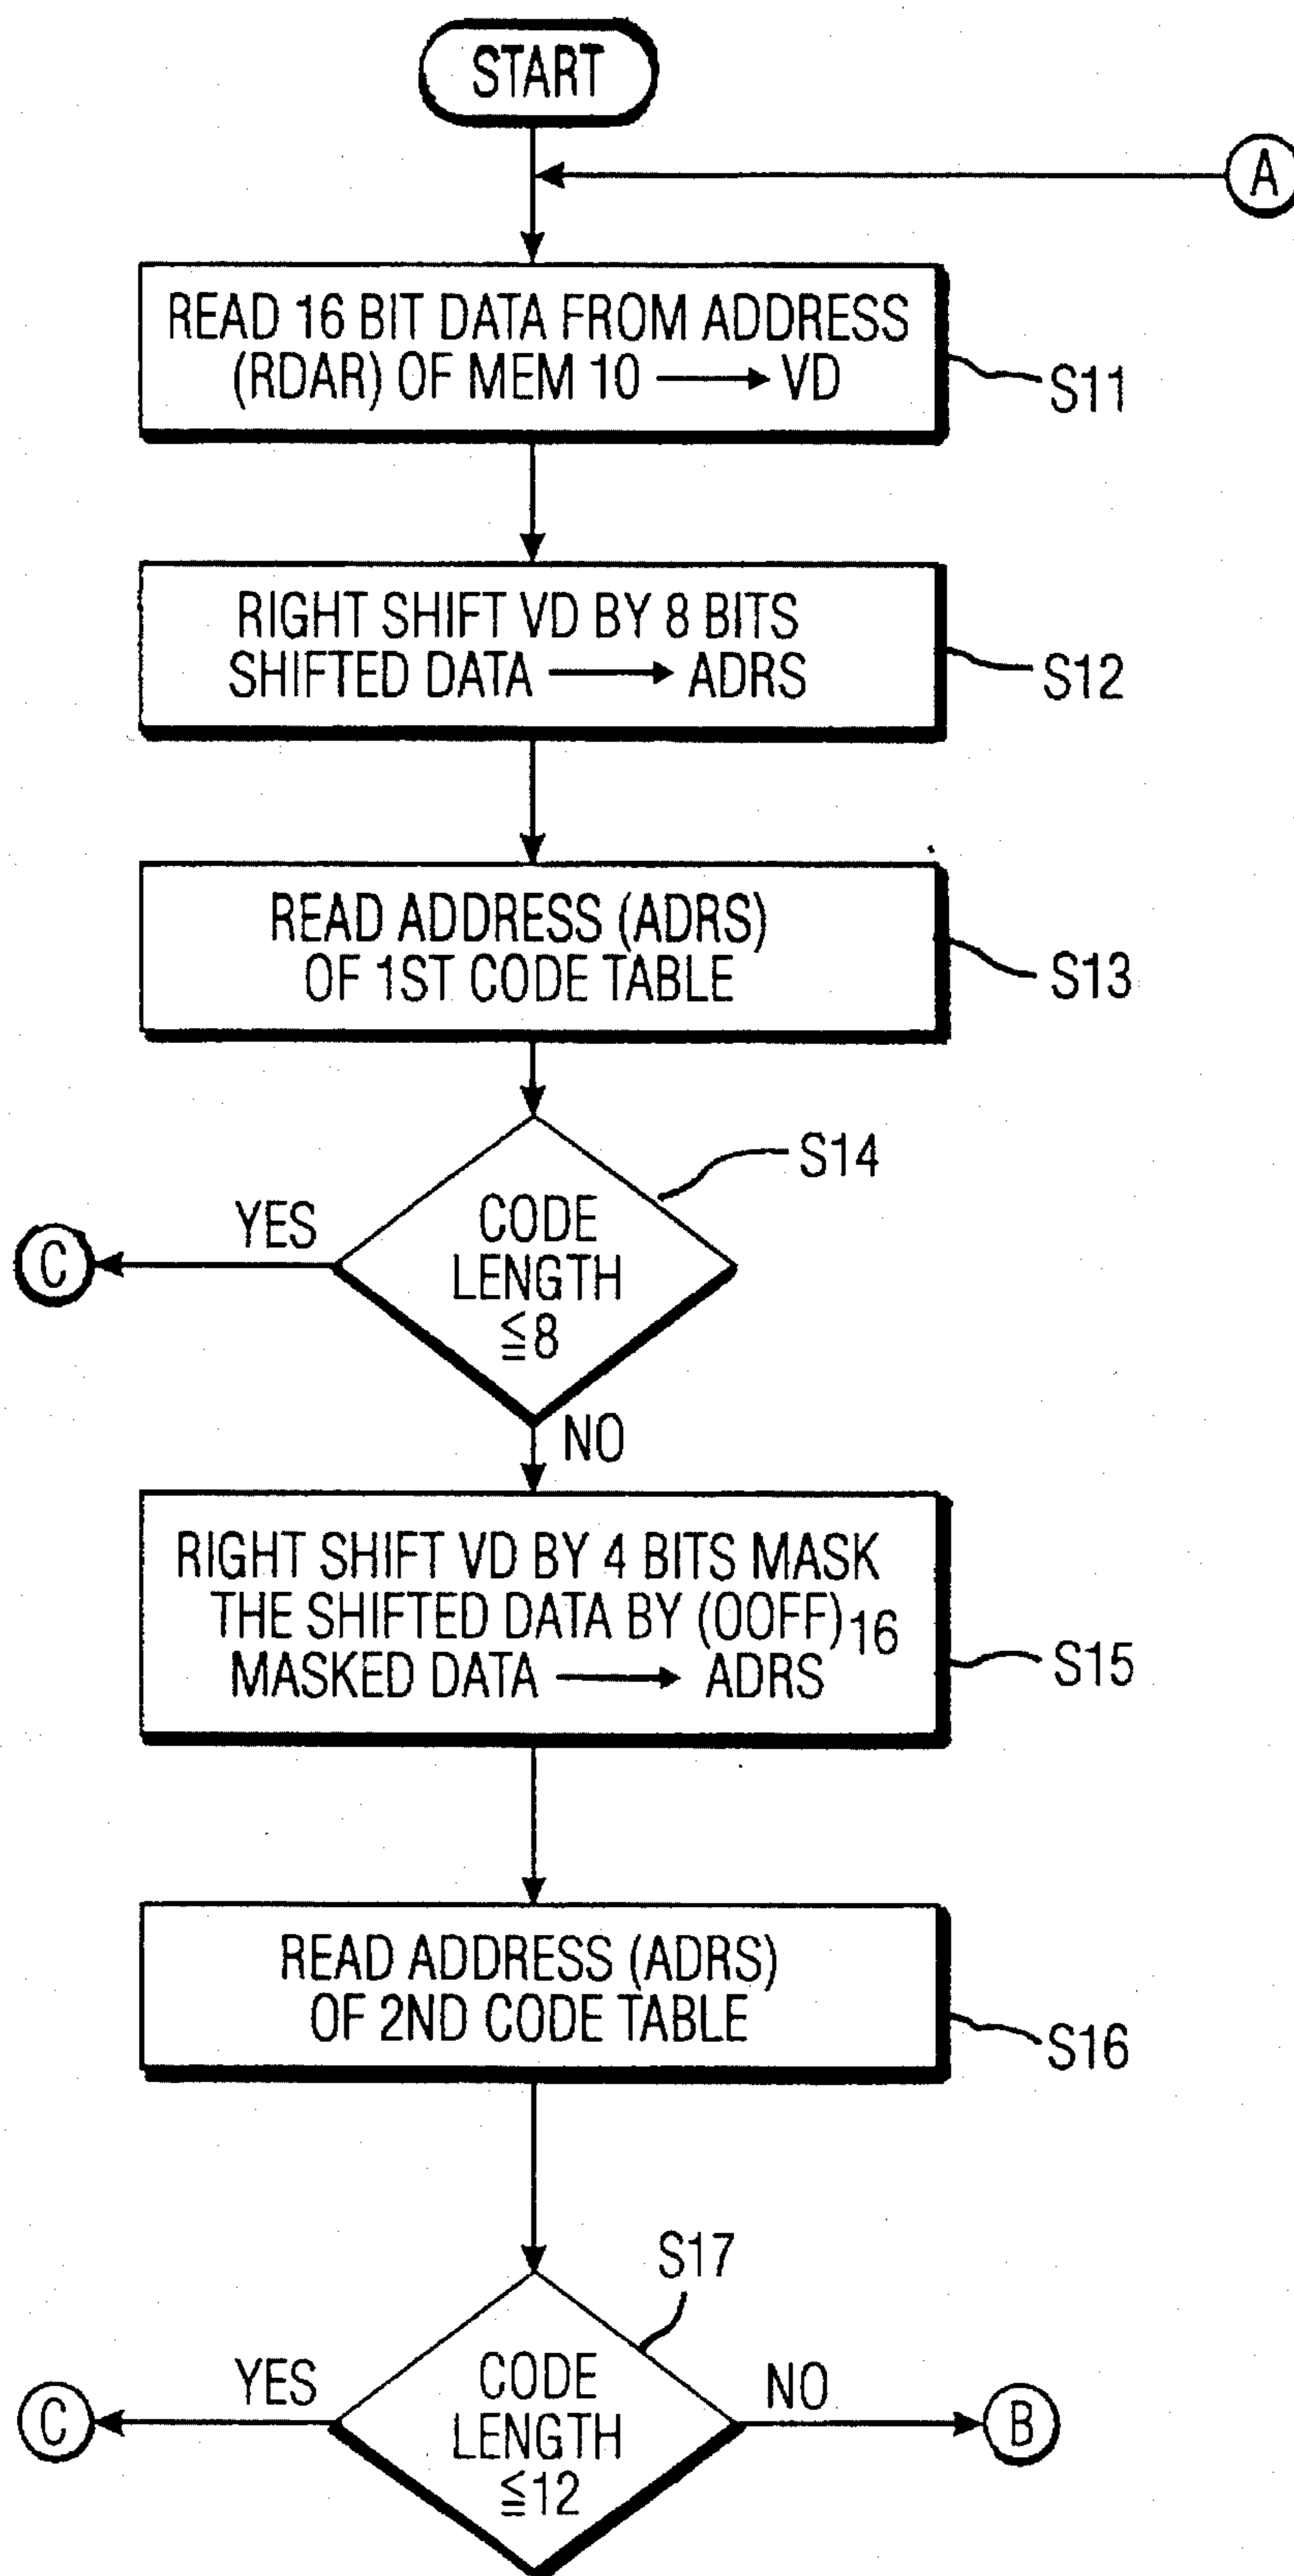 START
A
READ 16 BIT DATA FROM ADDRESS
(RDAR) OF MEM 10 → VD
S11
RIGHT SHIFT VD BY 8 BITS
SHIFTED DATA → ADRS
S12
READ ADDRESS (ADRS)
OF 1ST CODE TABLE
S13
S14
CODE
LENGTH
≦8
YES
C
NO
RIGHT SHIFT VD BY 4 BITS MASK
THE SHIFTED DATA BY (00FF)16
MASKED DATA → ADRS
S15
READ ADDRESS (ADRS)
OF 2ND CODE TABLE
S16
S17
CODE
LENGTH
≦12
YES
C
NO
B